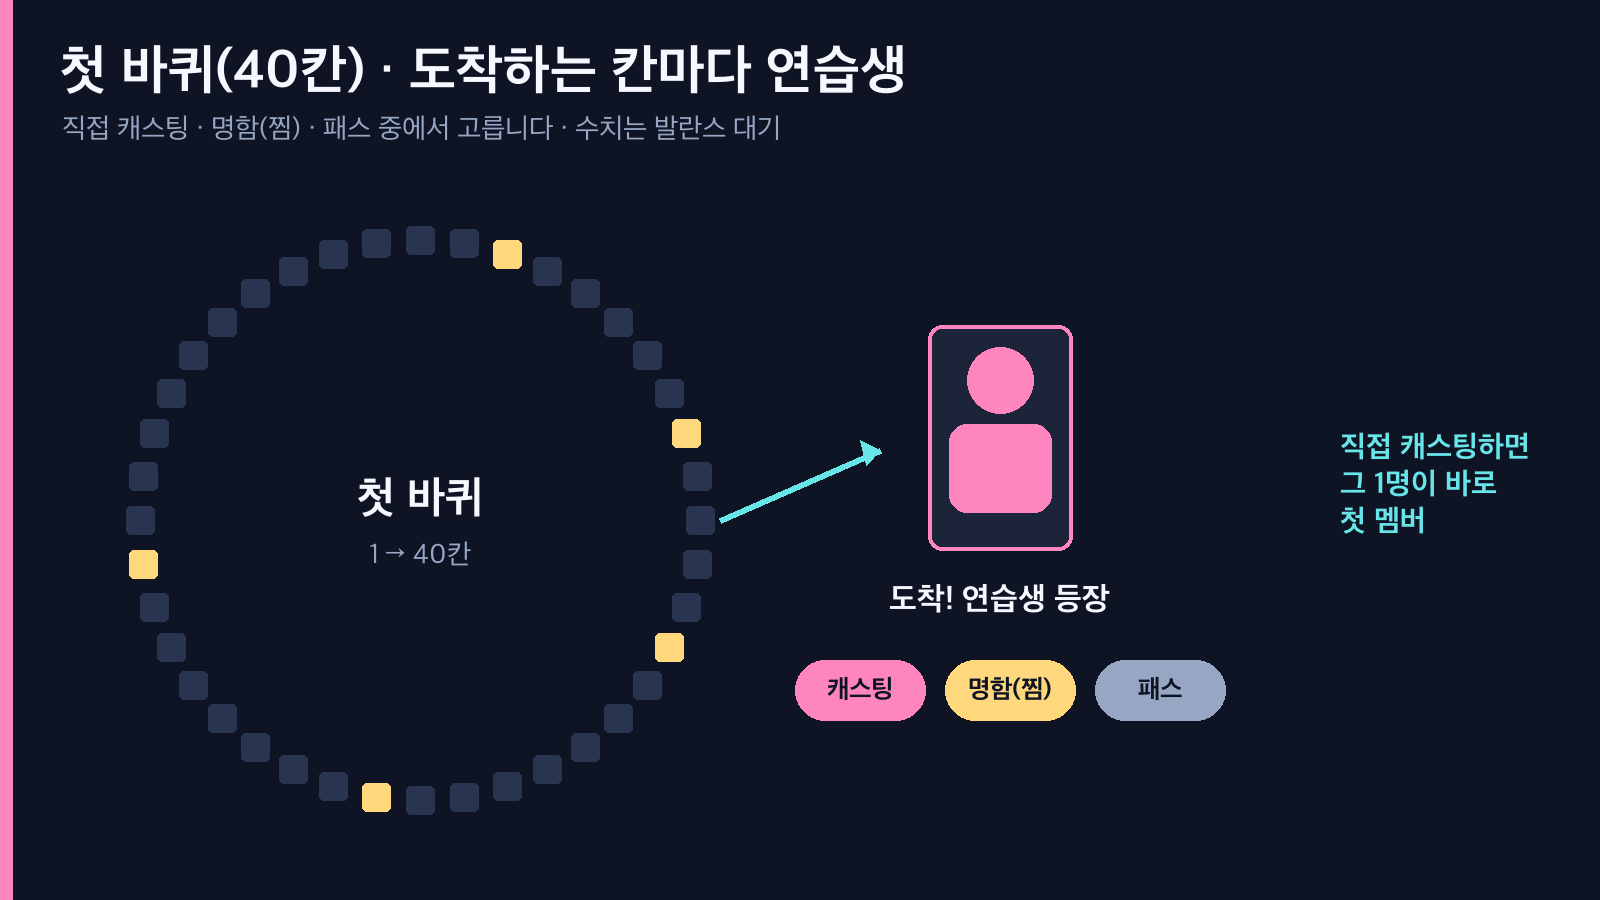 첫 바퀴(40칸) · 도착하는 칸마다 연습생
직접 캐스팅 · 명함(찜) · 패스 중에서 고릅니다 · 수치는 발란스 대기
첫 바퀴
1→ 40칸
도착! 연습생 등장
캐스팅
명함(찜)
패스
직접 캐스팅하면
그 1명이 바로
첫 멤버